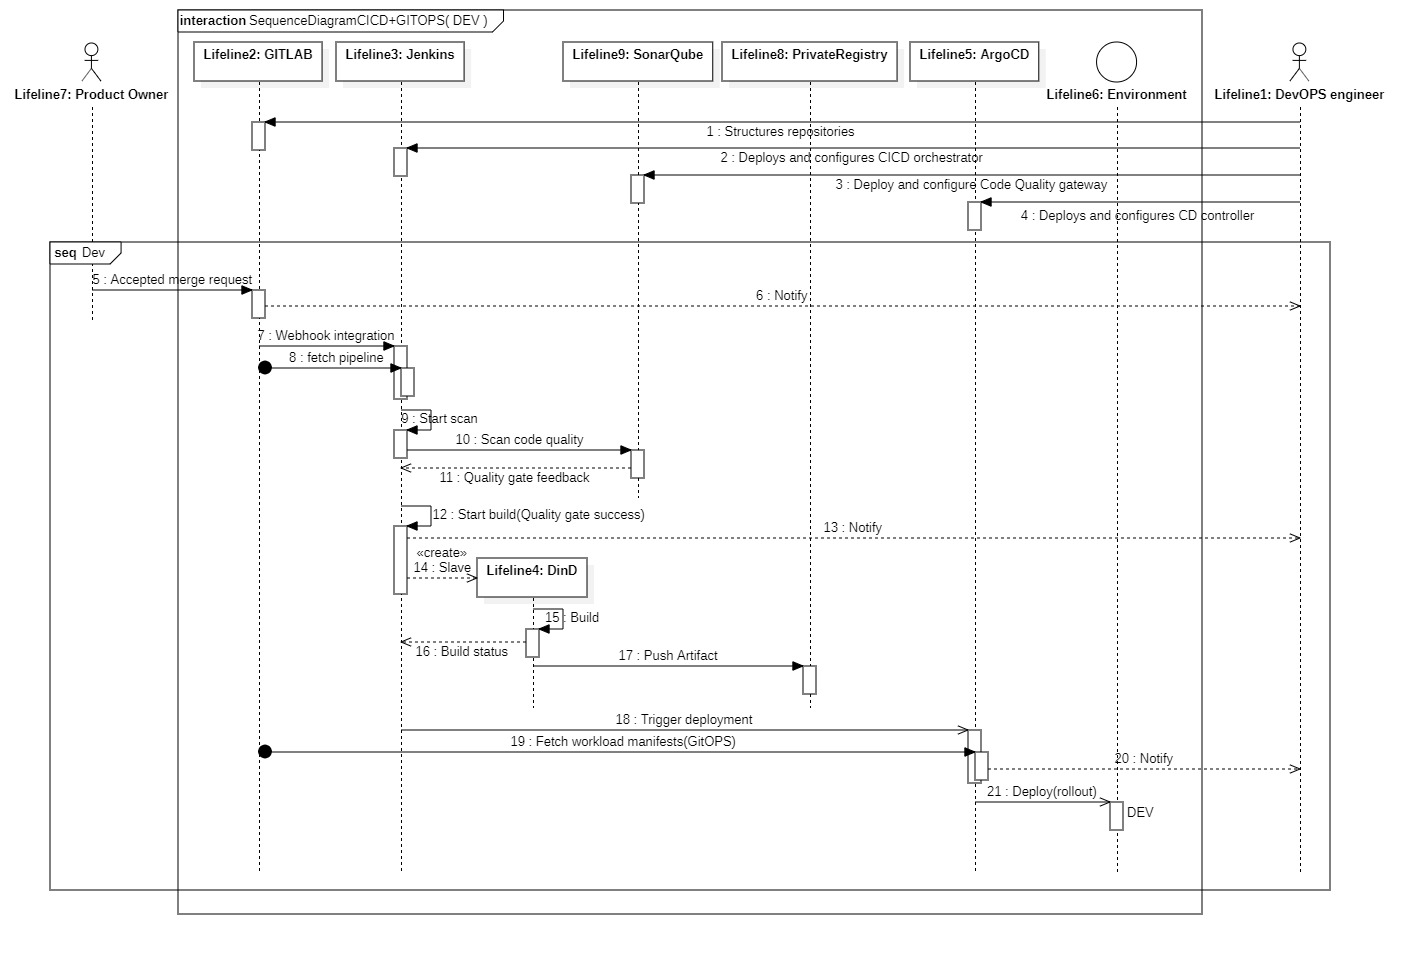 interaction SequenceDiagramCICD+GITOPS( DEV )
Lifeline7: Product Owner
Lifeline2: GITLAB
Lifeline3: Jenkins
Lifeline9: SonarQube
Lifeline8: PrivateRegistry
Lifeline5: ArgoCD
Lifeline6: Environment
Lifeline1: DevOPS engineer
1 : Structures repositories
2 : Deploys and configures CICD orchestrator
3 : Deploy and configure Code Quality gateway
4 : Deploys and configures CD controller
seq Dev
5 : Accepted merge request
6 : Notify
7 : Webhook integration
8 : fetch pipeline
9 : Start scan
10 : Scan code quality
11 : Quality gate feedback
12 : Start build(Quality gate success)
13 : Notify
«create»
14 : Slave
Lifeline4: DinD
15 : Build
16 : Build status
17 : Push Artifact
18 : Trigger deployment
19 : Fetch workload manifests(GitOPS)
20 : Notify
21 : Deploy(rollout)
DEV